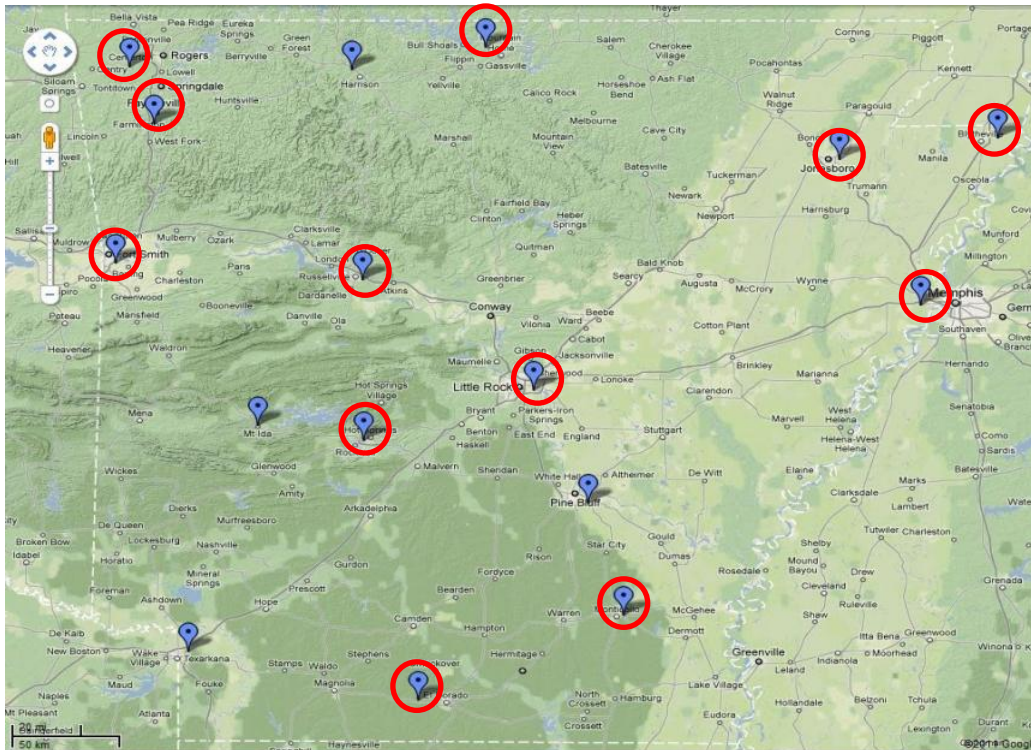 Bella Vista
Pea Ridge
Eureka Springs
Thayer
Portage
Green Forest
Bull Shoals
Salem
Corning
Piggott
Rogers
Berryville
Flippin
Gassville
Cherokee Village
Gentry
Lowell
Harrison
Yellville
Pocahontas
Kennett
Siloam Springs
Tontitown
Springdale
Horseshoe Bend
Ash Flat
Huntsville
Calico Rock
Walnut Ridge
Paragould
Lincoln
Farmington
Melbourne
West Fork
Marshall
Mountain View
Cave City
Manila
Batesville
Jonesboro
Tuckerman
Trumann
Osceola
Newark
Fairfield Bay
Harrisburg
Clinton
Heber Springs
Newport
Muldrow
Mulberry
Ozark
Clarksville
Lamar
London
Quitman
Munford
Fort Smith
Millington
Paris
Charleston
Russellville
Atkins
Greenbrier
Searcy
Bald Knob
Augusta
McCrory
Wynne
Greenwood
Dardanelle
Memphis
Poteau
Mansfield
Booneville
Danville
Ola
Conway
Vilonia
Ward
Beebe
Cabot
Cotton Plant
Southaven
Heavener
Waldron
Maumelle
Gibson
Jacksonville
Hernando
Brinkley
Marianna
Little Rock
Lonoke
Clarendon
Hot Springs Village
Mena
Bryant
Parkers-Iron Springs
Senatobia
Marvell
West Helena
Helena-West Helena
Mt Ida
Hot Springs
Benton
East End
England
Stuttgart
Haskell
Como
Sardis
Wickes
Glenwood
Malvern
Sheridan
White Hall
Altheimer
De Witt
Elaine
Batesville
Amity
Marks
Pine Bluff
Clarksdale
Lambert
Dierks
Arkadelphia
De Queen
Murfreesboro
Tutwiler
Charleston
Broken Bow
Lockesburg
Nashville
Gould
Star City
Idabel
Horatio
Gurdon
Rison
Dumas
Shelby
Mound Bayou
Mineral Springs
Rosedale
Drew
Fordyce
Cleveland
Grenada
Foreman
Ashdown
Hope
Prescott
Bearden
Ruleville
Shaw
Camden
Warren
McGehee
De Kalb
Hampton
Dermott
Itta Bena
Greenwood
New Boston
Wake Village
Texarkana
Stephens
Hermitage
Greenville
Indianola
Moorhead
Winona
Stamps
Waldo
Leland
Maud
Fouke
Magnolia
El Dorado
North Crossett
Hamburg
Lake Village
Belzoni
Tchula
Naples
Hollandale
Mt Pleasant
Atlanta
Crossett
Eudora
Lexington
Durant
Haynesville
20 mi
50 km